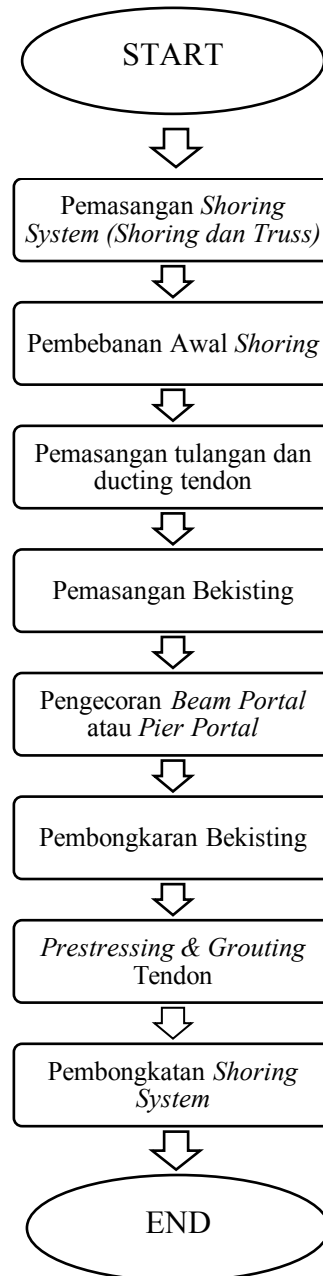 START
Pemasangan Shoring
System (Shoring dan Truss)
Pembebanan Awal Shoring
Pemasangan tulangan dan
ducting tendon
Pemasangan Bekisting
Pengecoran Beam Portal
atau Pier Portal
Pembongkaran Bekisting
Prestressing & Grouting
Tendon
Pembongkatan Shoring
System
END